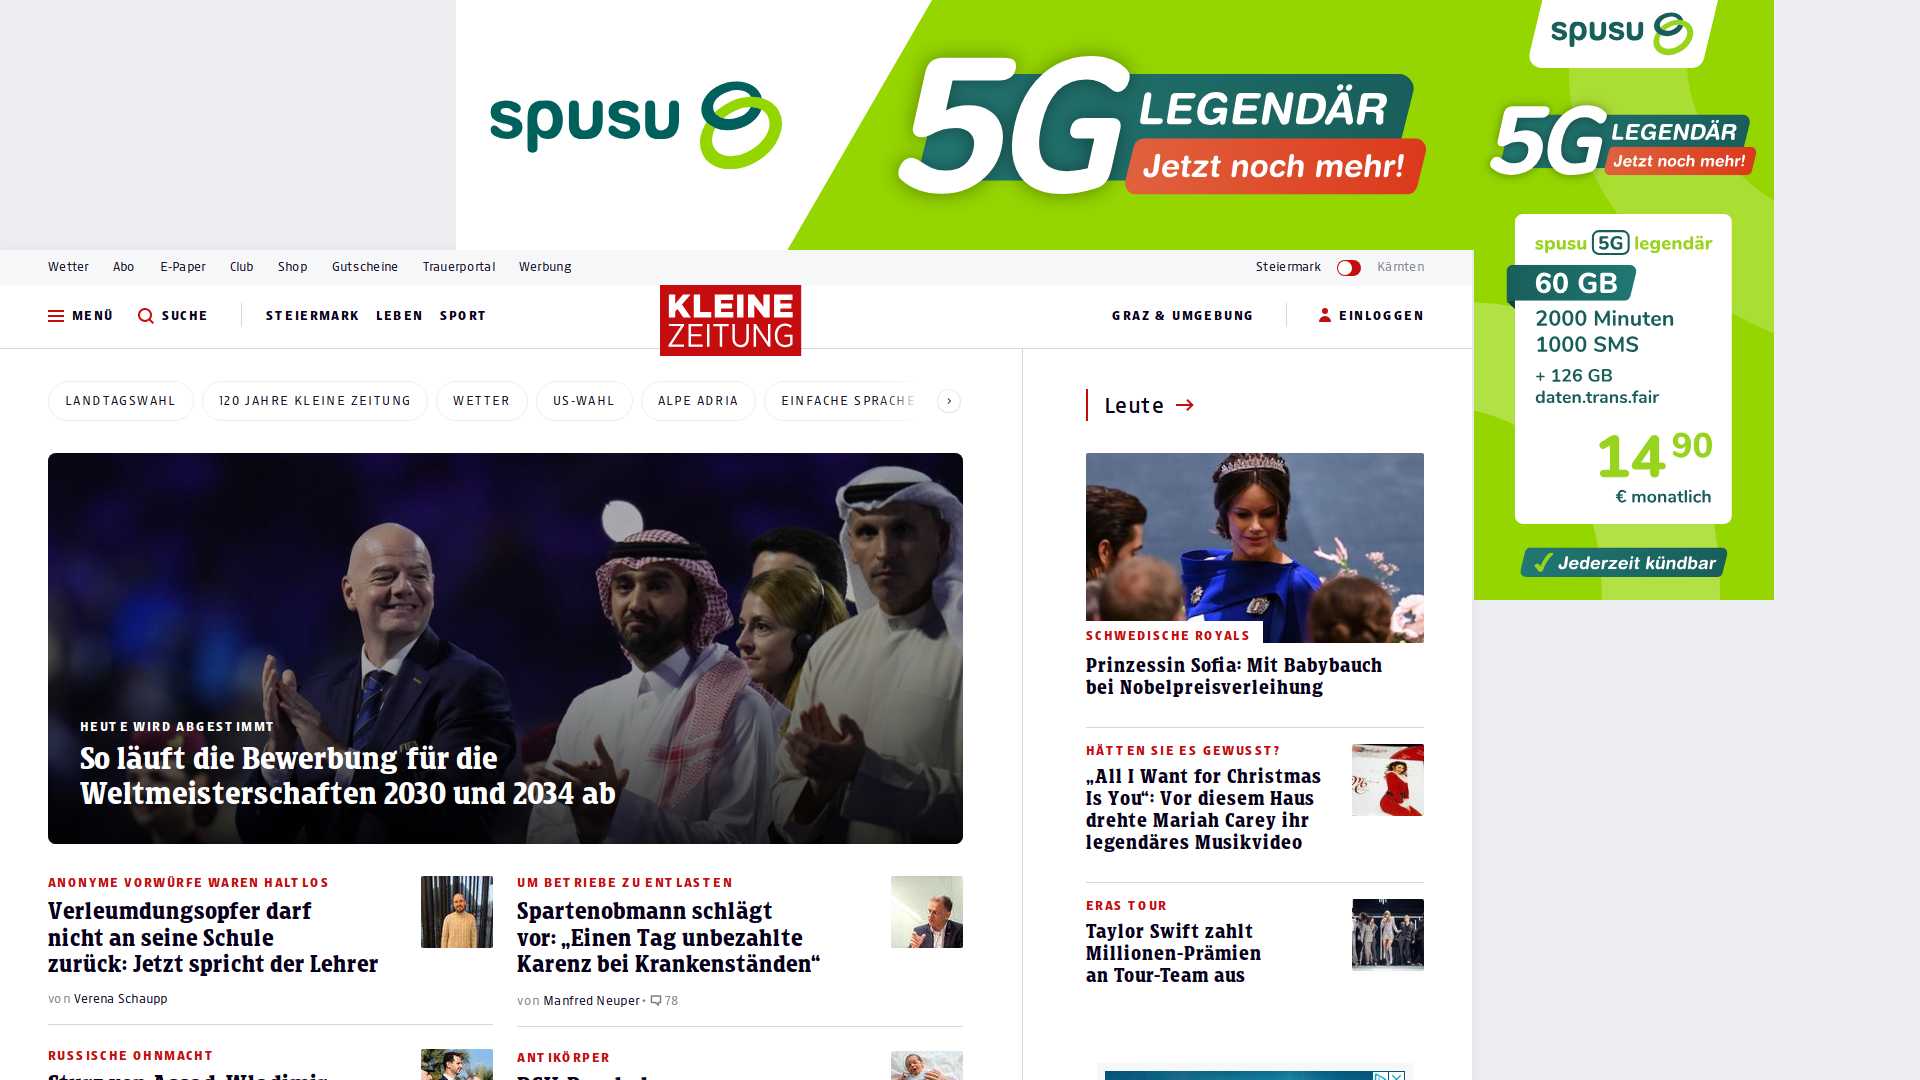 spusu
5G LEGENDÄR
Jetzt noch mehr!
spusu
5G LEGENDÄR
Jetzt noch mehr!
spusu 5G legendär
60 GB
2000 Minuten
1000 SMS
+ 126 GB
daten.trans.fair
14 90
€ monatlich
Jederzeit kündbar
Wetter Abo E-Paper Club Shop Gutscheine Trauerportal Werbung
Steiermark Kärnten
MENÜ SUCHE STEIERMARK LEBEN SPORT
KLEINE
ZEITUNG
GRAZ & UMGEBUNG EINLOGGEN
LANDTAGSWAHL 120 JAHRE KLEINE ZEITUNG WETTER US-WAHL ALPE ADRIA EINFACHE SPRACHE
HEUTE WIRD ABGESTIMMT
So läuft die Bewerbung für die
Weltmeisterschaften 2030 und 2034 ab
ANONYME VORWÜRFE WAREN HALTLOS
Verleumdungsopfer darf
nicht an seine Schule
zurück: Jetzt spricht der Lehrer
von Verena Schaupp
UM BETRIEBE ZU ENTLASTEN
Spartenobmann schlägt
vor: „Einen Tag unbezahlte
Karenz bei Krankenständen“
von Manfred Neuper • 78
RUSSISCHE OHNMACHT
Sturz von Assad: Wladimir
ANTIKÖRPER
Leute
SCHWEDISCHE ROYALS
Prinzessin Sofia: Mit Babybauch
bei Nobelpreisverleihung
HÄTTEN SIE ES GEWUSST?
„All I Want for Christmas
Is You“: Vor diesem Haus
drehte Mariah Carey ihr
legendäres Musikvideo
ERAS TOUR
Taylor Swift zahlt
Millionen-Prämien
an Tour-Team aus